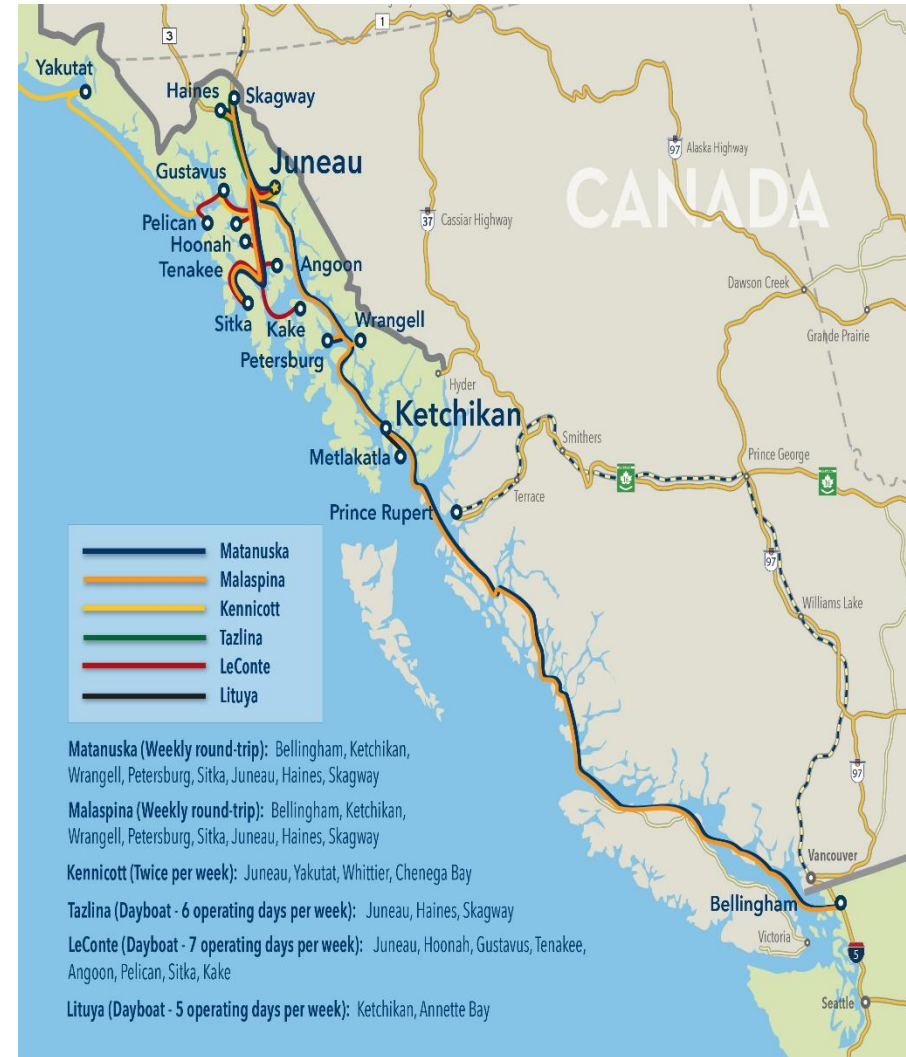 3
1
Yakutat
Haines
Skagway
Juneau
Gustavus
97
Alaska Highway
CANADA
37
Cassiar Highway
Pelican
Hoonah
Tenakee
Angoon
Dawson Creek
Sitka
Kake
Wrangell
Grande Prairie
Petersburg
Hyder
Ketchikan
Smithers
Metlakatla
Prince George
16
16
Terrace
Prince Rupert
97
Williams Lake
Matanuska
Malaspina
Kennicott
Tazlina
LeConte
Lituya
Matanuska (Weekly round-trip): Bellingham, Ketchikan,
Wrangell, Petersburg, Sitka, Juneau, Haines, Skagway
Malaspina (Weekly round-trip): Bellingham, Ketchikan,
Wrangell, Petersburg, Sitka, Juneau, Haines, Skagway
Kennicott (Twice per week): Juneau, Yakutat, Whittier, Chenega Bay
Tazlina (Dayboat - 6 operating days per week): Juneau, Haines, Skagway
LeConte (Dayboat - 7 operating days per week): Juneau, Hoonah, Gustavus, Tenakee,
Angoon, Pelican, Sitka, Kake
Lituya (Dayboat - 5 operating days per week): Ketchikan, Annette Bay
97
Vancouver
Bellingham
Victoria
5
Seattle